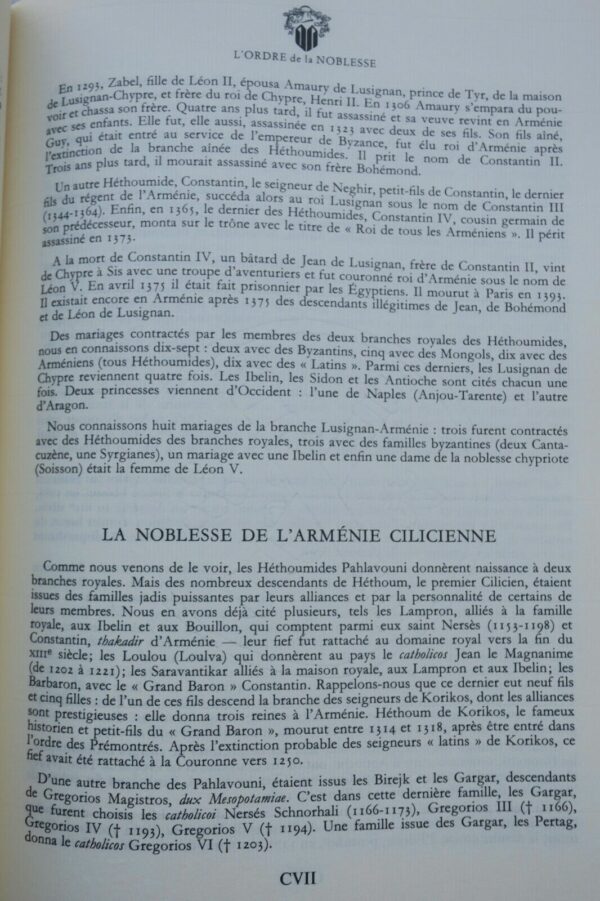 L'ORDRE de la NOBLESSE
En 1293, Zabel, fille de Léon II, épousa Amaury de Lusignan, prince de Tyr, de la maison
de Lusignan-Chypre, et frère du roi de Chypre, Henri II. En 1306 Amaury s'empara du pou-
voir et chassa son frère. Quatre ans plus tard, il fut assassiné et sa veuve revint en Arménie
avec ses enfants. Elle fut, elle aussi, assassinée en 1323 avec deux de ses fils. Son fils aîné,
Guy, qui était entré au service de l'empereur de Byzance, fut élu roi d'Arménie après
l'extinction de la branche aînée des Héthoumides. Il prit le nom de Constantin II.
Trois ans plus tard, il mourait assassiné avec son frère Bohémond.
Un autre Héthoumide, Constantin, le seigneur de Neghir, petit-fils de Constantin, le dernier
fils du régent de l'Arménie, succéda alors au roi Lusignan sous le nom de Constantin III
(1344-1364). Enfin, en 1365, le dernier des Héthoumides, Constantin IV, cousin germain de
son prédécesseur, monta sur le trône avec le titre de « Roi de tous les Arméniens ». Il périt
assassiné en 1373.
A la mort de Constantin IV, un bâtard de Jean de Lusignan, frère de Constantin II, vint
de Chypre à Sis avec une troupe d'aventuriers et fut couronné roi d'Arménie sous le nom de
Léon V. En avril 1375 il était fait prisonnier par les Égyptiens. Il mourut à Paris en 1393.
Il existait encore en Arménie après 1375 des descendants illégitimes de Jean, de Bohémond
et de Léon de Lusignan.
Des mariages contractés par les membres des deux branches royales des Héthoumides,
nous en connaissons dix-sept : deux avec des Byzantins, cinq avec des Mongols, dix avec des
Arméniens (tous Héthoumides), dix avec des « Latins ». Parmi ces derniers, les Lusignan de
Chypre reviennent quatre fois. Les Ibelin, les Sidon et les Antioche sont cités chacun une
fois. Deux princesses viennent d'Occident : l'une de Naples (Anjou-Tarente) et l'autre
d'Aragon.
Nous connaissons huit mariages de la branche Lusignan-Arménie : trois furent contractés
avec des Héthoumides des branches royales, trois avec des familles byzantines (deux Canta-
cuzène, une Syrgianes), un mariage avec une Ibelin et enfin une dame de la noblesse chypriote
(Soisson) était la femme de Léon V.
LA NOBLESSE DE L'ARMÉNIE CILICIENNE
Comme nous venons de le voir, les Héthoumides Pahlavouni donnèrent naissance à deux
branches royales. Mais des nombreux descendants de Héthoum, le premier Cilicien, étaient
issues des familles jadis puissantes par leurs alliances et par la personnalité de certains de
leurs membres. Nous en avons déjà cité plusieurs, tels les Lampron, alliés à la famille
royale, aux Ibelin et aux Bouillon, qui comptent parmi eux saint Nersès (1153-1198) et
Constantin, thakadir d'Arménie — leur fief fut rattaché au domaine royal vers la fin du
XIIIe siècle; les Loulou (Loulva) qui donnèrent au pays le catholicos Jean le Magnanime
(de 1202 à 1221); les Saravantikar alliés à la maison royale, aux Lampron et aux Ibelin; les
Barbaron, avec le « Grand Baron » Constantin. Rappelons-nous que ce dernier eut neuf fils
et cinq filles : de l'un de ces fils descend la branche des seigneurs de Korikos, dont les alliances
sont prestigieuses : elle donna trois reines à l'Arménie. Héthoum de Korikos, le fameux
historien et petit-fils du « Grand Baron », mourut entre 1314 et 1318, après être entré dans
l'ordre des Prémontrés. Après l'extinction probable des seigneurs « latins » de Korikos, ce
fief avait été rattaché à la Couronne vers 1250.
D'une autre branche des Pahlavouni, étaient issus les Birejk et les Gargar, descendants
de Gregorios Magistros, dux Mesopotamiae. C'est dans cette dernière famille, les Gargar,
que furent choisis les catholicoi Nersés Schnorhali (1166-1173), Gregorios III († 1166),
Gregorios IV († 1193), Gregorios V († 1194). Une famille issue des Gargar, les Pertag,
donna le catholicos Gregorios VI († 1203).
CVII